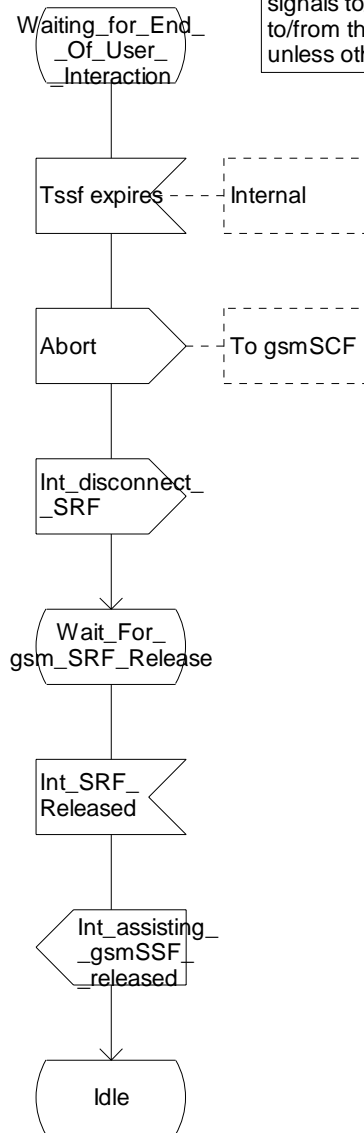 signals to
to/from th
unless oth
Waiting_for_End_
_Of_User_
_Interaction
Tssf expires
Internal
Abort
To gsmSCF
Int_disconnect_
_SRF
Wait_For_
gsm_SRF_Release
Int_SRF_
Released
Int_assisting_
_gsmSSF_
_released
Idle